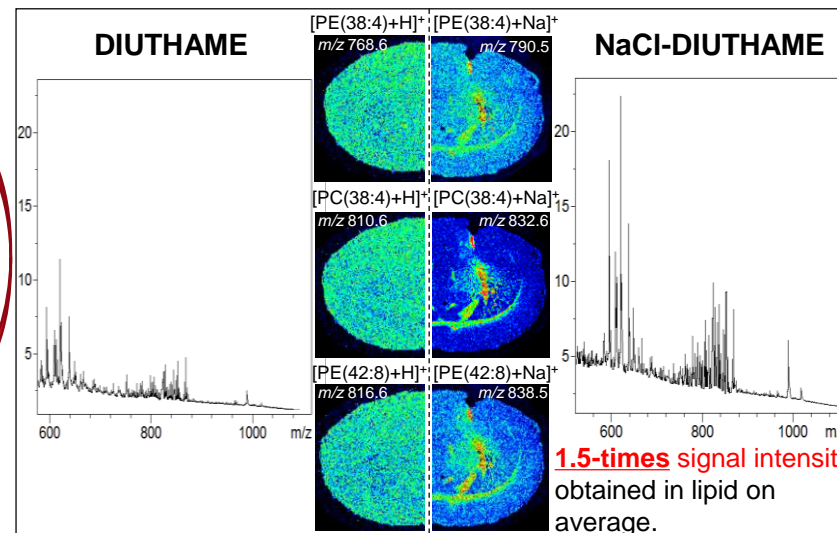 DIUTHAME
[PE(38:4)+H]+ [PE(38:4)+Na]+
NaCl-DIUTHAME
m/z 768.6
m/z 790.5
20
15
10
5
600
800
1000
m/z
[PC(38:4)+H]+ [PC(38:4)+Na]+
m/z 810.6
m/z 832.6
[PE(42:8)+H]+ [PE(42:8)+Na]+
m/z 816.6
m/z 838.5
20
15
10
5
600
800
1000
1.5-times signal
obtained in lipid on
average.